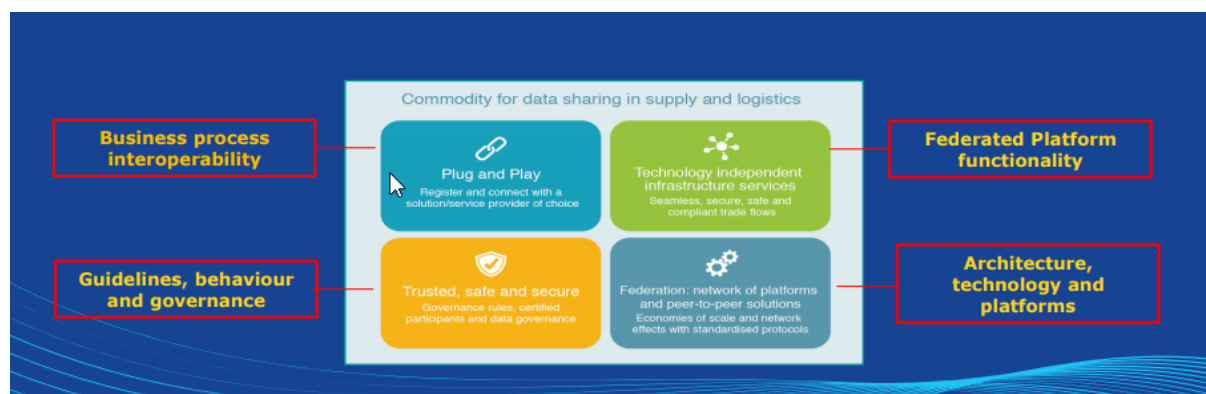 Commodity for data sharing in supply and logistics
Business process
interoperability
Plug and Play
Register and connect with a
solution/service provider of choice
Technology independent
infrastructure services
Seamless, secure, safe and
compliant trade flows
Federated Platform
functionality
Guidelines, behaviour
and governance
Trusted, safe and secure
Governance rules, certified
participants and data governance
Federation: network of platforms
and peer-to-peer solutions
Economies of scale and network
effects with standardised protocols
Architecture,
technology and
platforms